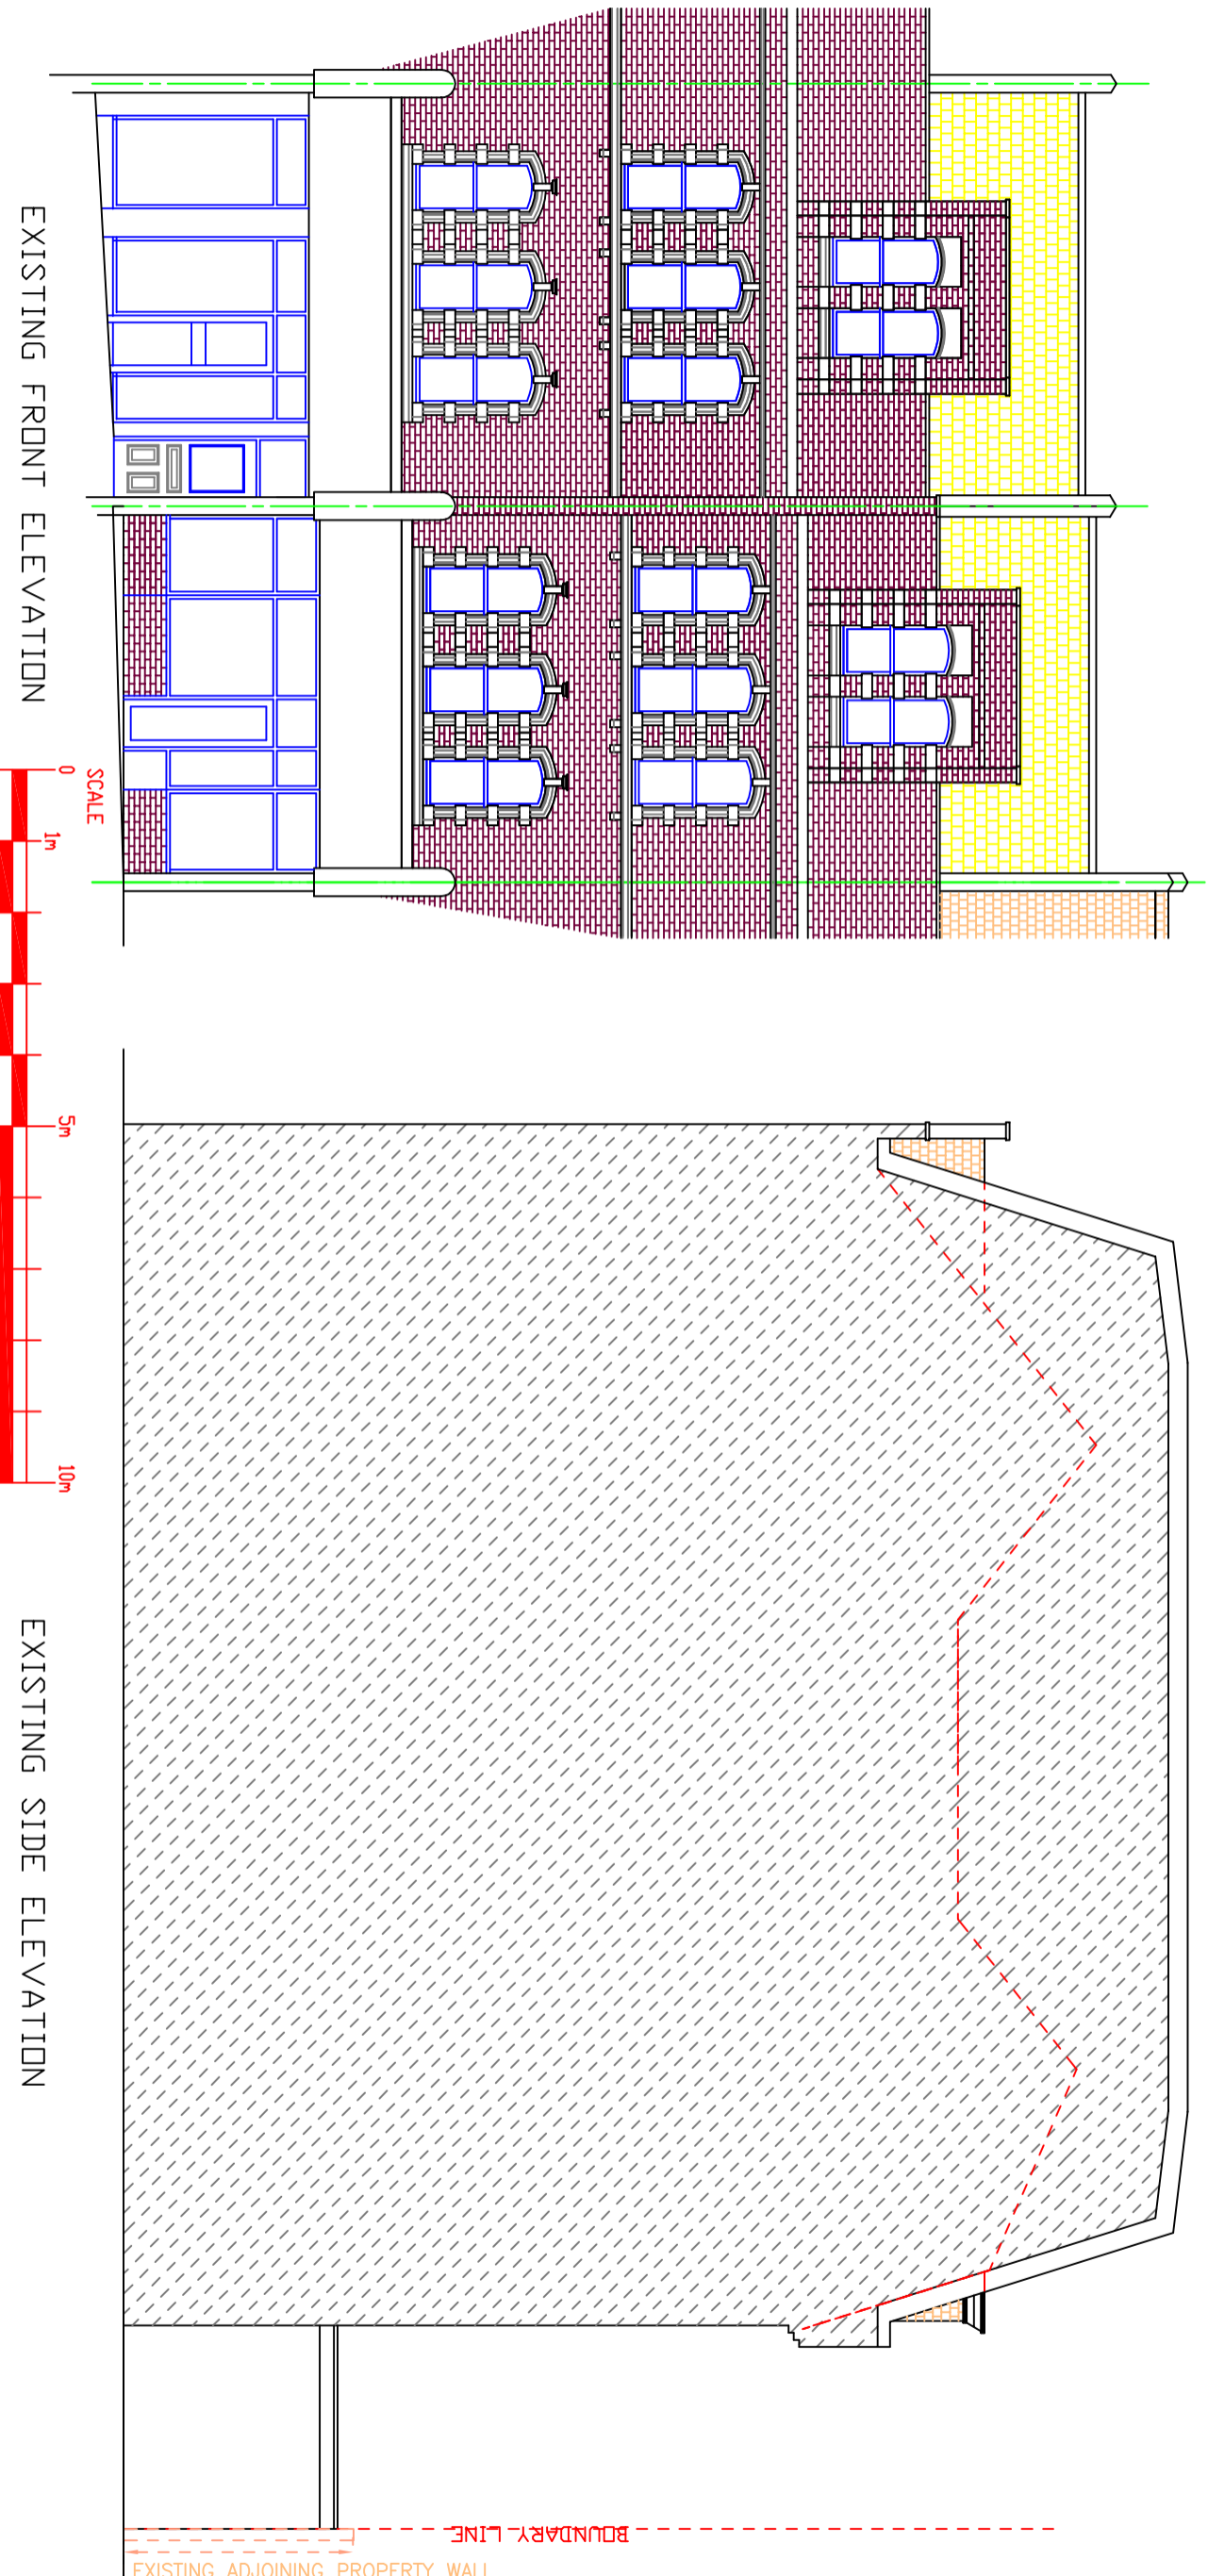 EXISTING FRONT ELEVATION
SCALE
0
1m
5m
10m
EXISTING SIDE ELEVATION
BOUNDARY LINE
EXISTING ADJOINING PROPERTY WALL